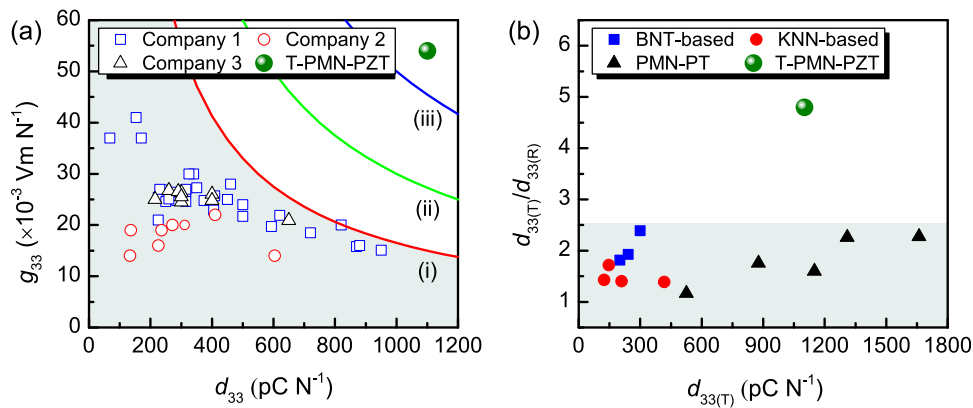 (a)
Company 1 Company 2
Company 3 T-PMN-PZT
60
50
40
30
20
10
0
g33 (×10-3 Vm N-1)
(iii)
(ii)
(i)
0 200 400 600 800 1000 1200
d33 (pC N-1)
(b)
BNT-based KNN-based
PMN-PT T-PMN-PZT
6
5
4
3
2
1
d33(T)/d33(R)
0 300 600 900 1200 1500 1800
d33(T) (pC N-1)